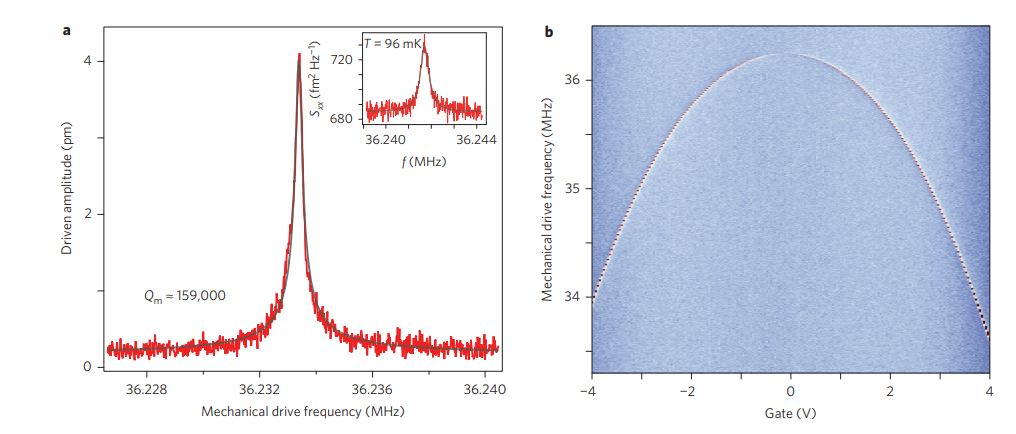 a
4
2
0
Driven amplitude (pm)
Qm ≈ 159,000
36.228
36.232
36.236
36.240
Mechanical drive frequency (MHz)
T = 96 mK
720
680
Sxx (fm² Hz⁻¹)
36.240
36.244
f (MHz)
b
36
35
34
Mechanical drive frequency (MHz)
−4
−2
0
2
4
Gate (V)